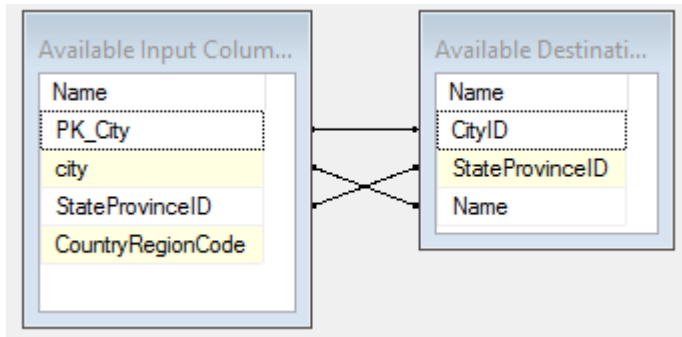 Available Input Colum...
Name
PK_City
city
StateProvinceID
CountryRegionCode
Available Destinati...
Name
CityID
StateProvinceID
Name